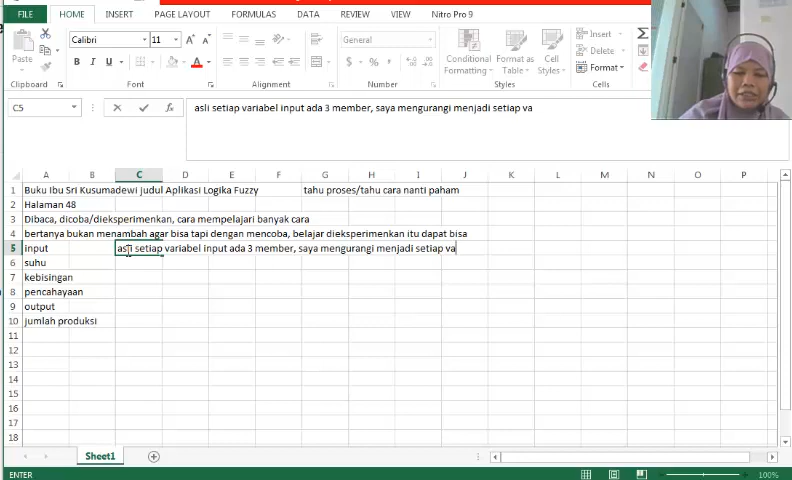 FILE HOME INSERT PAGE LAYOUT FORMULAS DATA REVIEW VIEW Nitro Pro 9
Calibri 11 General
Paste
B I U
Conditional Formatting
Format as Table
Cell Styles
Insert
Delete
Format
Clipboard Font Alignment Number Styles Cells
C5 asli setiap variabel input ada 3 member, saya mengurangi menjadi setiap va
A B C D E F G H I J K L M N O
1 Buku Ibu Sri Kusumadewi judul Aplikasi Logika Fuzzy tahu proses/tahu cara nanti paham
2 Halaman 48
3 Dibaca, dicoba/dieksperimenkan, cara mempelajari banyak cara
4 bertanya bukan menambah agar bisa tapi dengan mencoba, belajar dieksperimenkan itu dapat bisa
5 input asli setiap variabel input ada 3 member, saya mengurangi menjadi setiap va
6 suhu
7 kebisingan
8 pencahayaan
9 output
10 jumlah produksi
11
12
13
14
15
16
17
18
Sheet1
ENTER 100%